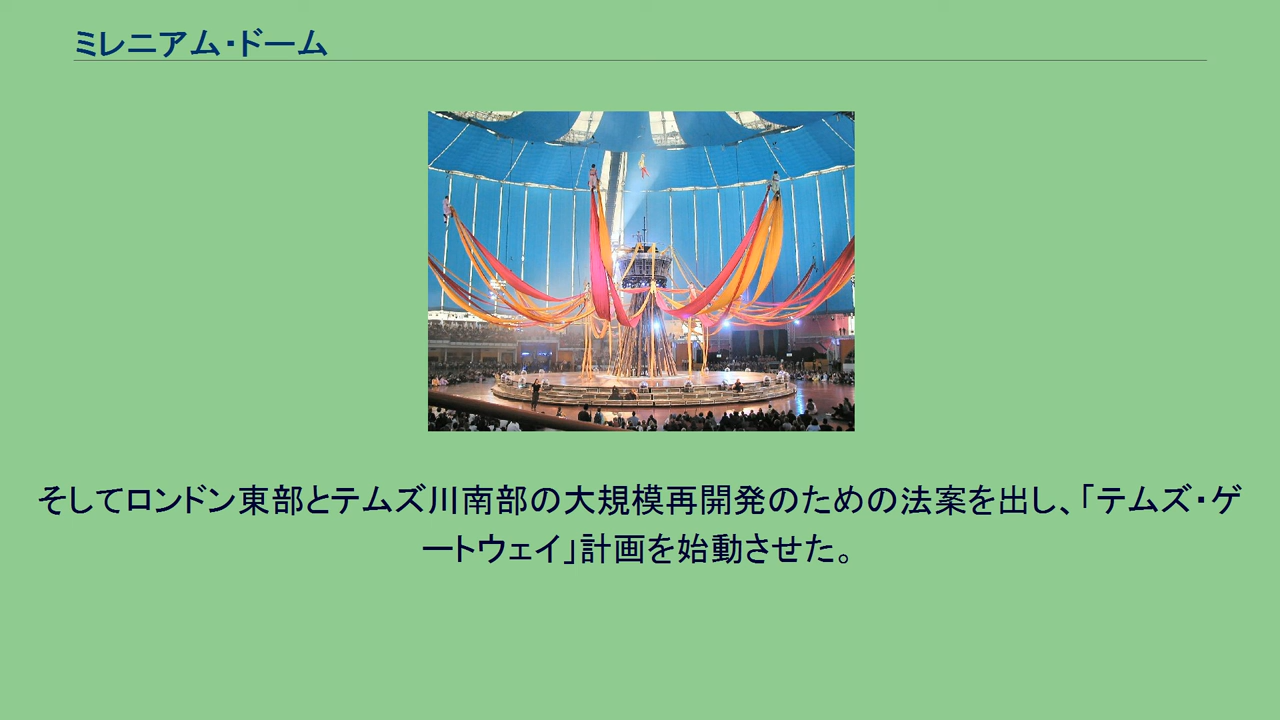 ミレニアム・ドーム
そしてロンドン東部とテムズ川南部の大規模再開発のための法案を出し、「テムズ・ゲ
ートウェイ」計画を始動させた。